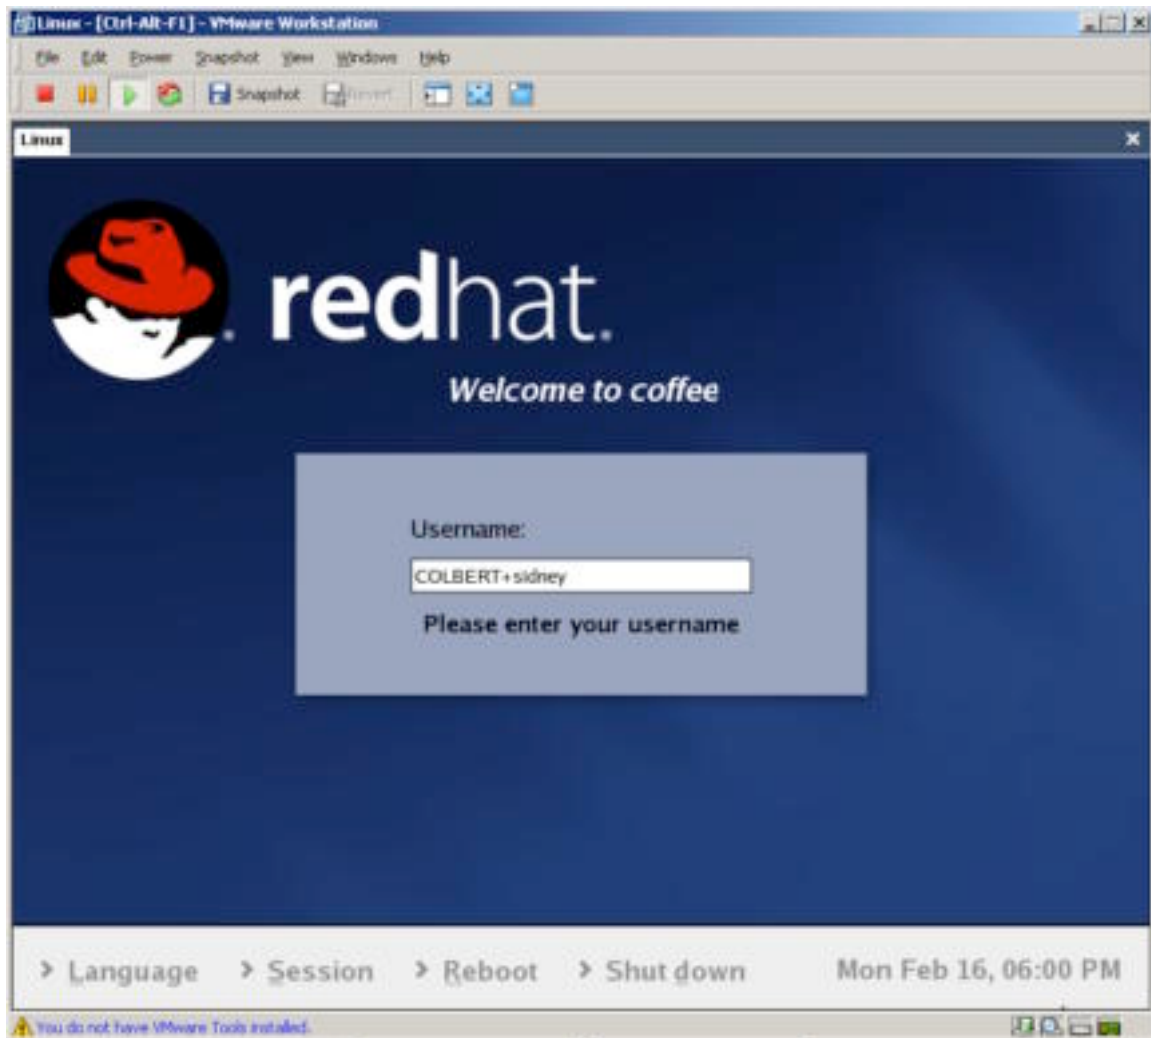 Linux - [Ctrl-Alt-F1] - VMware Workstation
File Edit Power Snapshot View Windows Help
Snapshot Revert
Linux
redhat.
Welcome to coffee
Username:
COLBERT+sidney
Please enter your username
> Language > Session > Reboot > Shut down Mon Feb 16, 06:00 PM
You do not have VMware Tools installed.